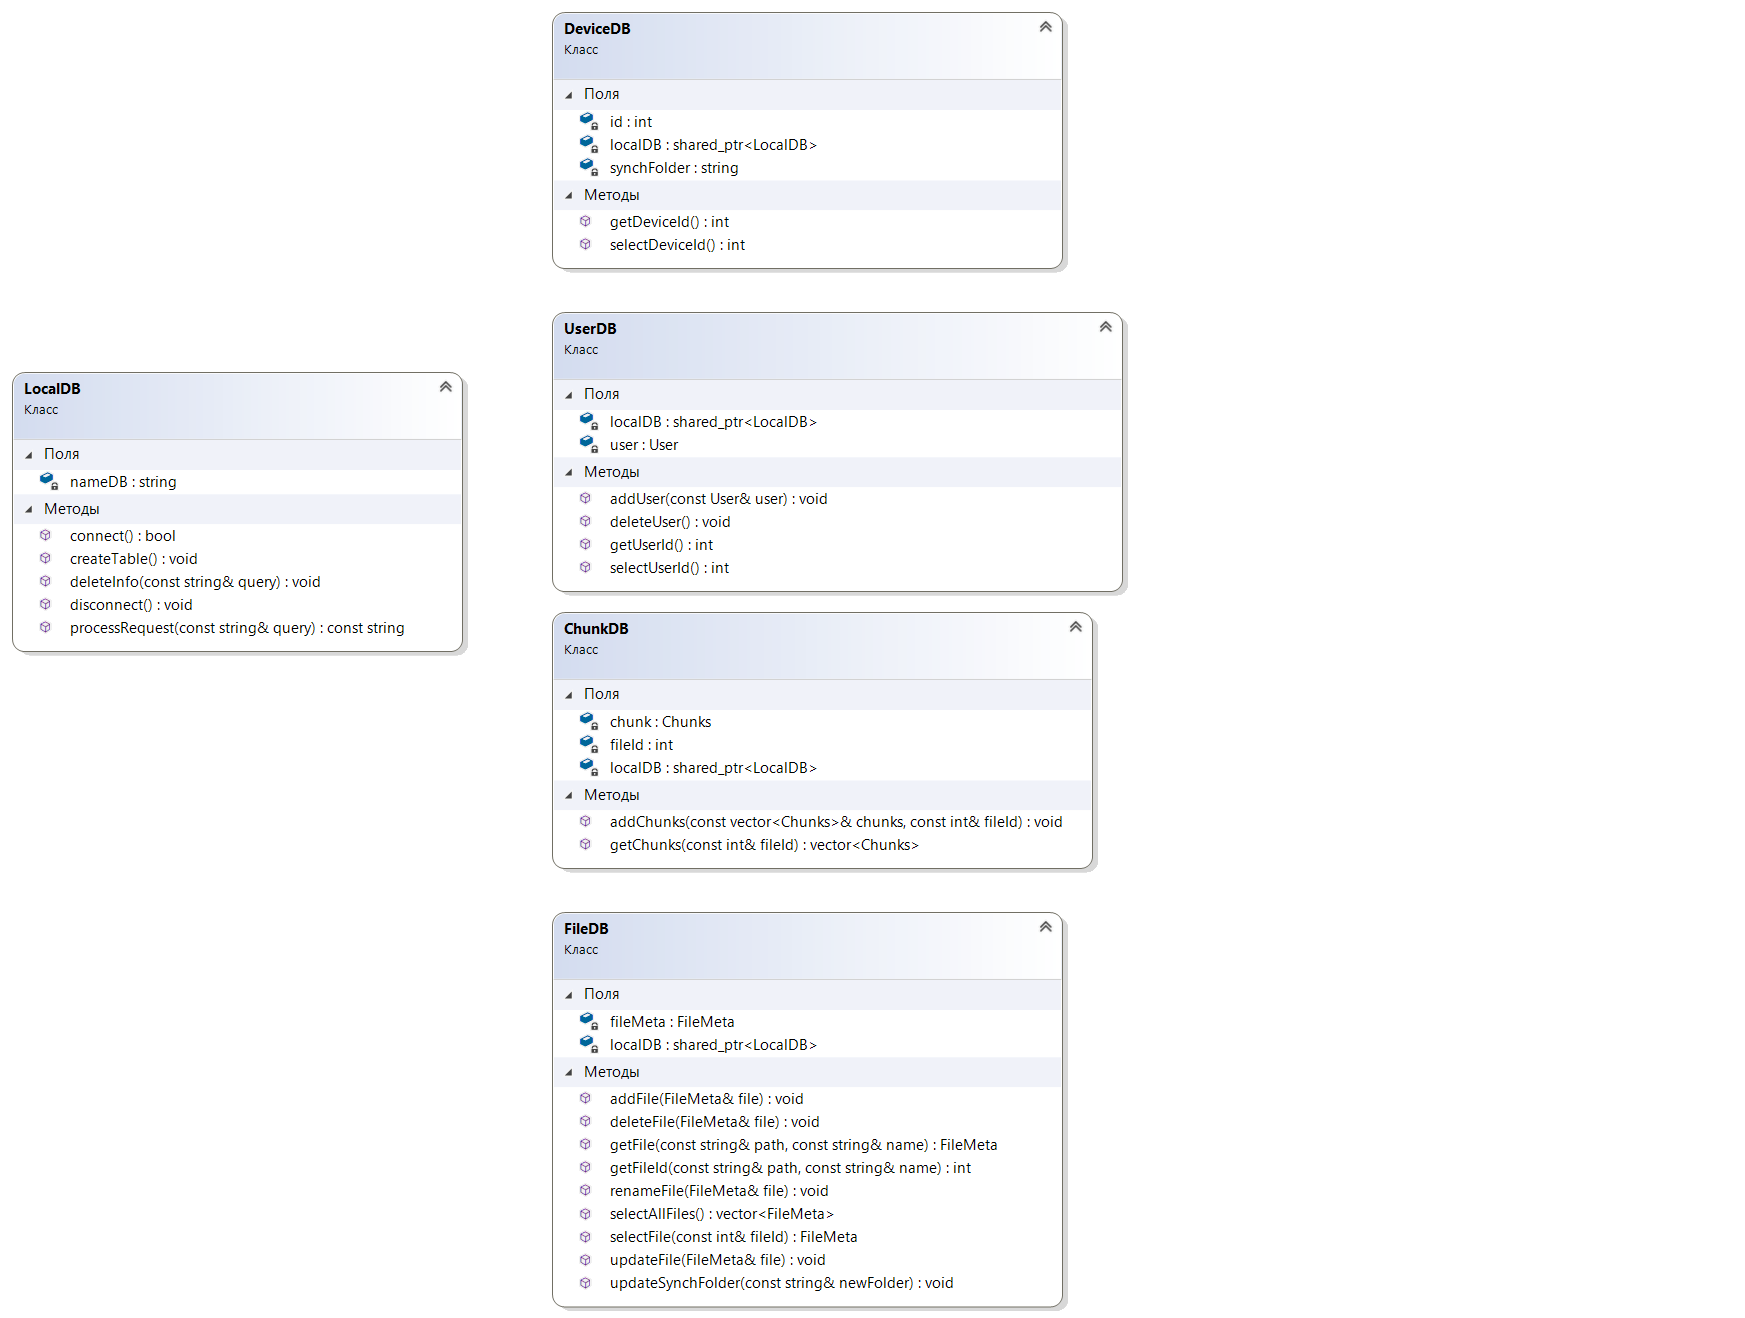 DeviceDB
Класс
Поля
id : int
localDB : shared_ptr<LocalDB>
synchFolder : string
Методы
getDeviceId() : int
selectDeviceId() : int
UserDB
Класс
Поля
localDB : shared_ptr<LocalDB>
user : User
Методы
addUser(const User& user) : void
deleteUser() : void
getUserId() : int
selectUserId() : int
LocalDB
Класс
Поля
nameDB : string
Методы
connect() : bool
createTable() : void
deleteInfo(const string& query) : void
disconnect() : void
processRequest(const string& query) : const string
ChunkDB
Класс
Поля
chunk : Chunks
fileId : int
localDB : shared_ptr<LocalDB>
Методы
addChunks(const vector<Chunks>& chunks, const int& fileId) : void
getChunks(const int& fileId) : vector<Chunks>
FileDB
Класс
Поля
fileMeta : FileMeta
localDB : shared_ptr<LocalDB>
Методы
addFile(FileMeta& file) : void
deleteFile(FileMeta& file) : void
getFile(const string& path, const string& name) : FileMeta
getFileId(const string& path, const string& name) : int
renameFile(FileMeta& file) : void
selectAllFiles() : vector<FileMeta>
selectFile(const int& fileId) : FileMeta
updateFile(FileMeta& file) : void
updateSynchFolder(const string& newFolder) : void